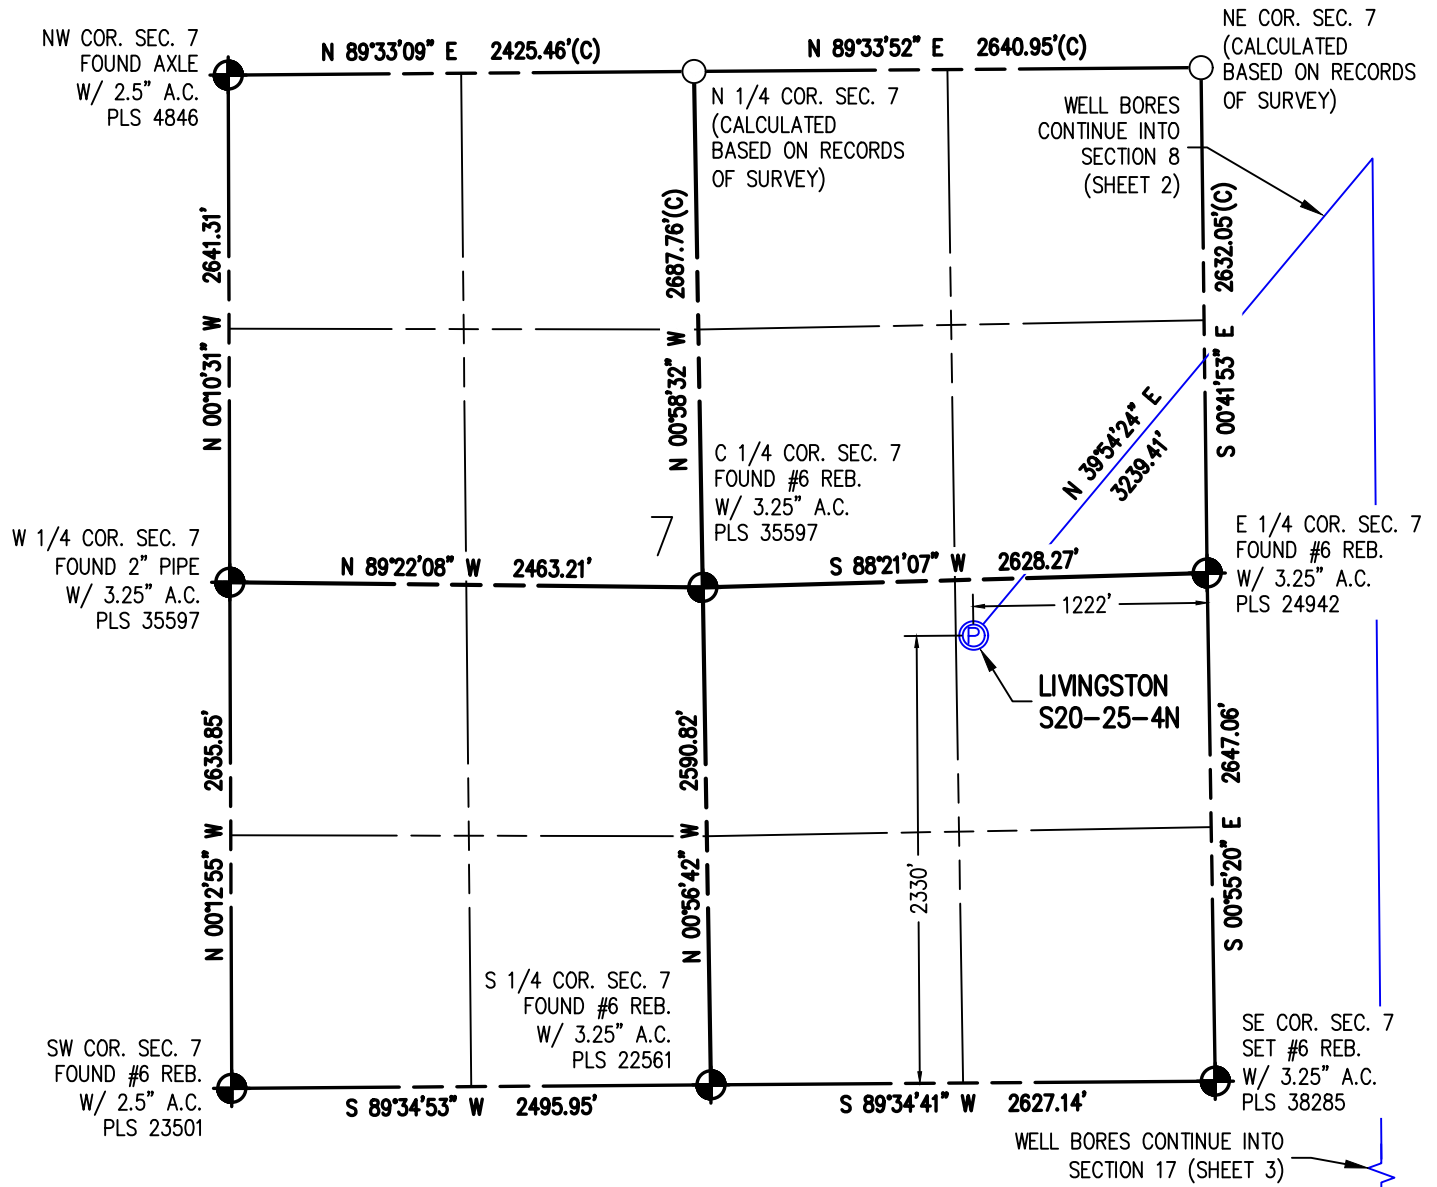 NW COR. SEC. 7
FOUND AXLE
W/ 2.5" A.C.
PLS 4846
N 89°33'09" E 2425.46'(C)
N 89°33'52" E 2640.95'(C)
NE COR. SEC. 7
(CALCULATED
BASED ON RECORDS
OF SURVEY)
N 1/4 COR. SEC. 7
(CALCULATED
BASED ON RECORDS
OF SURVEY)
WELL BORES
CONTINUE INTO
SECTION 8
(SHEET 2)
N 00°10'31" W 2641.31'
N 00°58'32" W 2687.76'(C)
S 00°41'53" E 2632.05'(C)
N 39°54'24" E
3239.41'
C 1/4 COR. SEC. 7
FOUND #6 REB.
W/ 3.25" A.C.
PLS 35597
7
W 1/4 COR. SEC. 7
FOUND 2" PIPE
W/ 3.25" A.C.
PLS 35597
N 89°22'08" W 2463.21'
S 88°21'07" W 2628.27'
E 1/4 COR. SEC. 7
FOUND #6 REB.
W/ 3.25" A.C.
PLS 24942
1222'
P
LIVINGSTON
S20-25-4N
N 00°12'55" W 2635.85'
N 00°56'42" W 2590.82'
2330'
S 00°55'20" E 2647.06'
S 1/4 COR. SEC. 7
FOUND #6 REB.
W/ 3.25" A.C.
PLS 22561
SW COR. SEC. 7
FOUND #6 REB.
W/ 2.5" A.C.
PLS 23501
SE COR. SEC. 7
SET #6 REB.
W/ 3.25" A.C.
PLS 38285
S 89°34'53" W 2495.95'
S 89°34'41" W 2627.14'
WELL BORES CONTINUE INTO
SECTION 17 (SHEET 3)